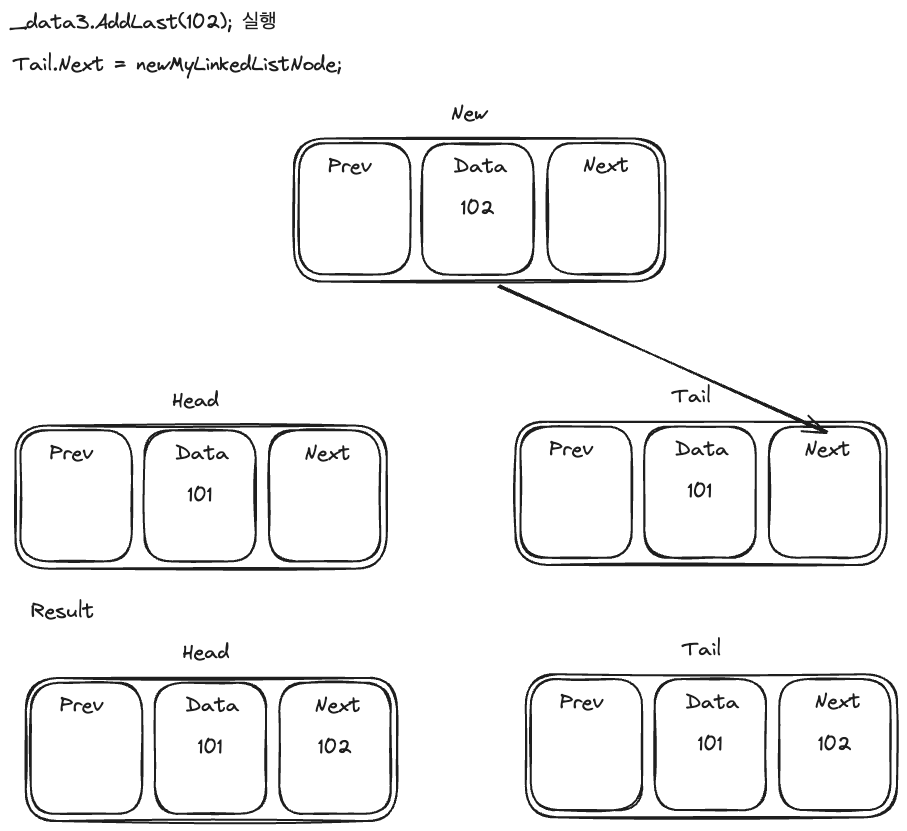 _data3.AddLast(102); 실행
Tail.Next = newMyLinkedListNode;
New
Prev Data Next
102
Head Tail
Prev Data Next Prev Data Next
101 101
Result
Head Tail
Prev Data Next Prev Data Next
101 102 101 102